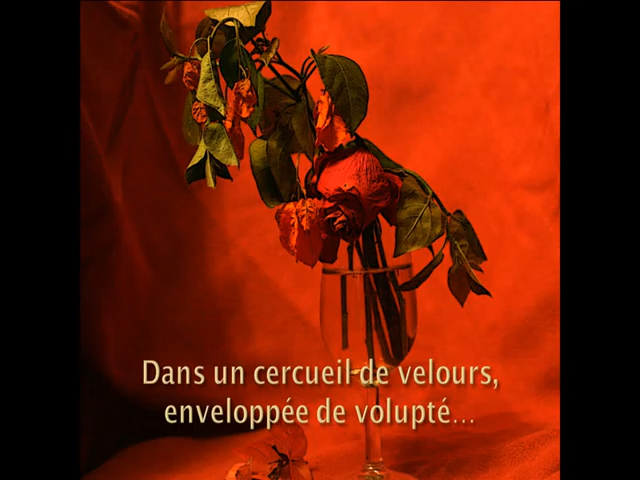 Dans un cercueil de velours,
enveloppée de volupté...